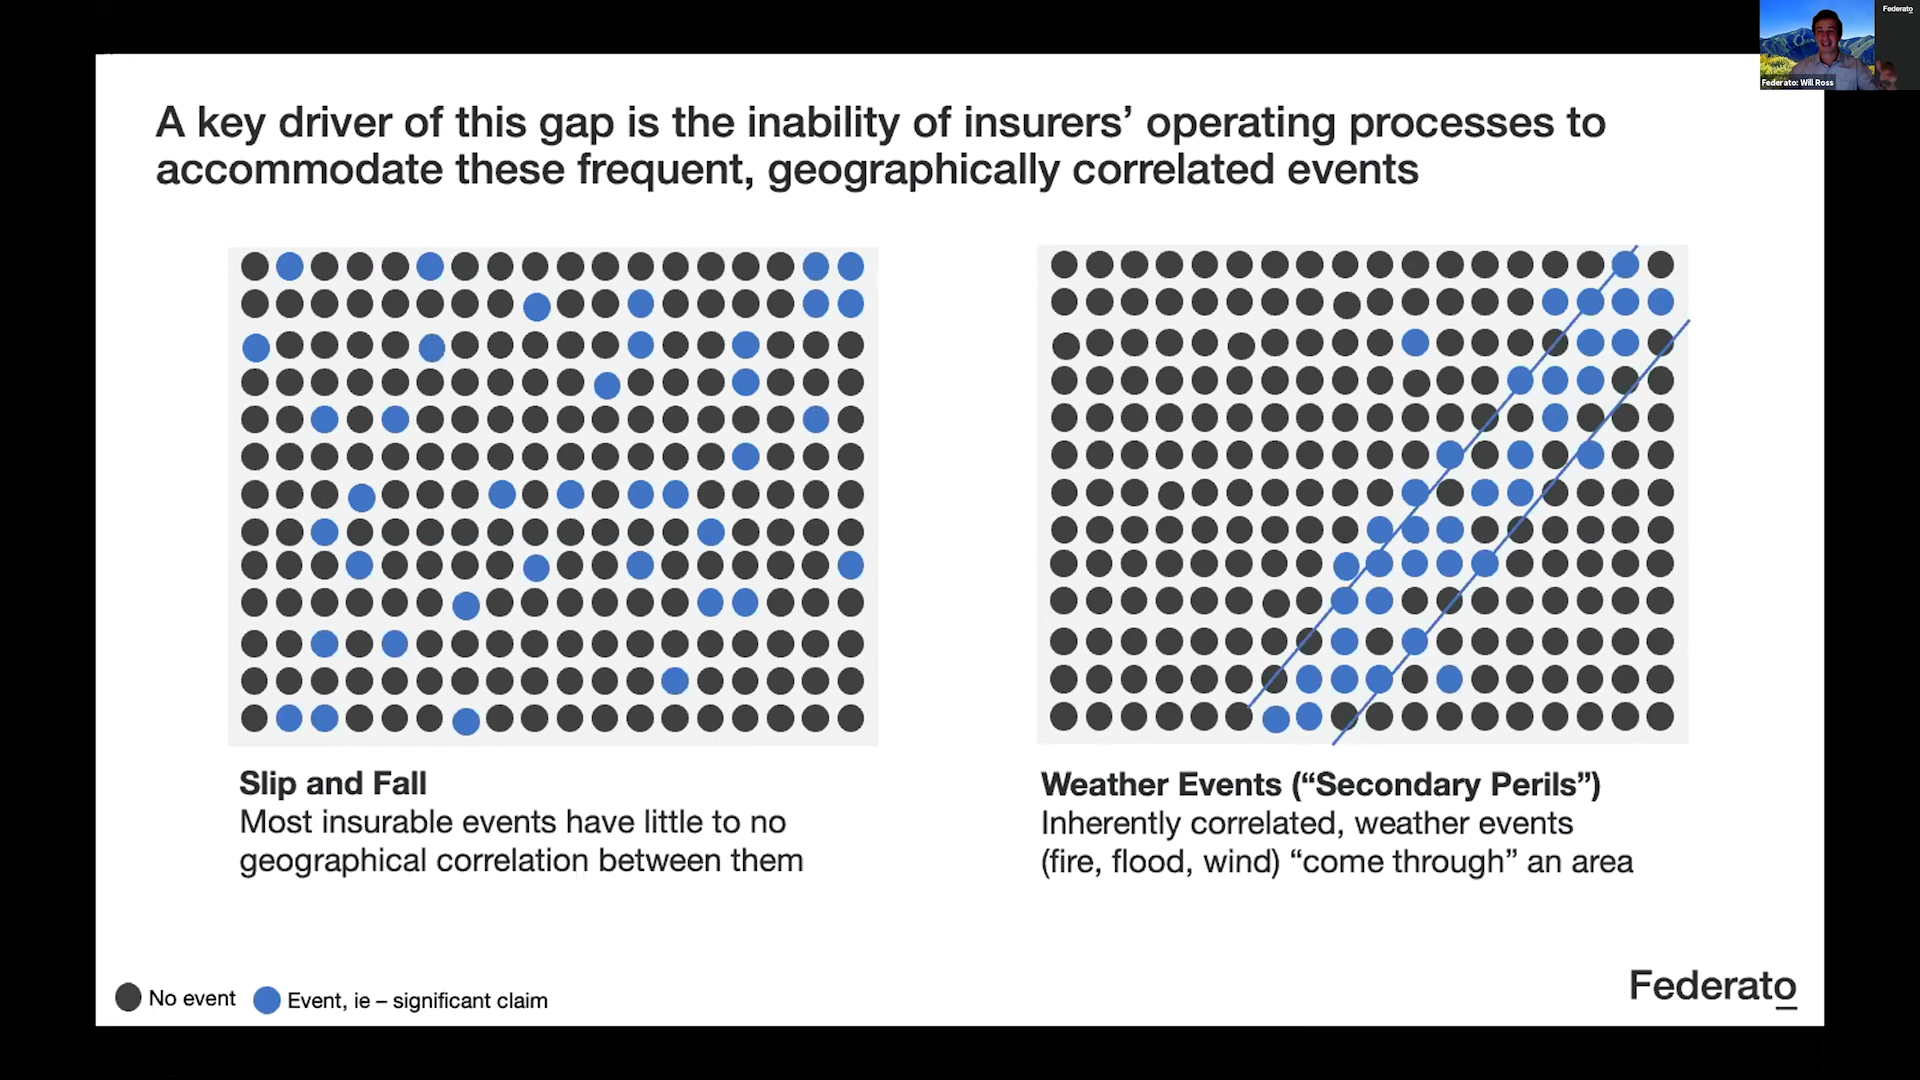 Federato
Federato: Will Ross
A key driver of this gap is the inability of insurers’ operating processes to
accommodate these frequent, geographically correlated events
Slip and Fall
Most insurable events have little to no
geographical correlation between them
Weather Events (“Secondary Perils”)
Inherently correlated, weather events
(fire, flood, wind) “come through” an area
No event
Event, ie – significant claim
Federato